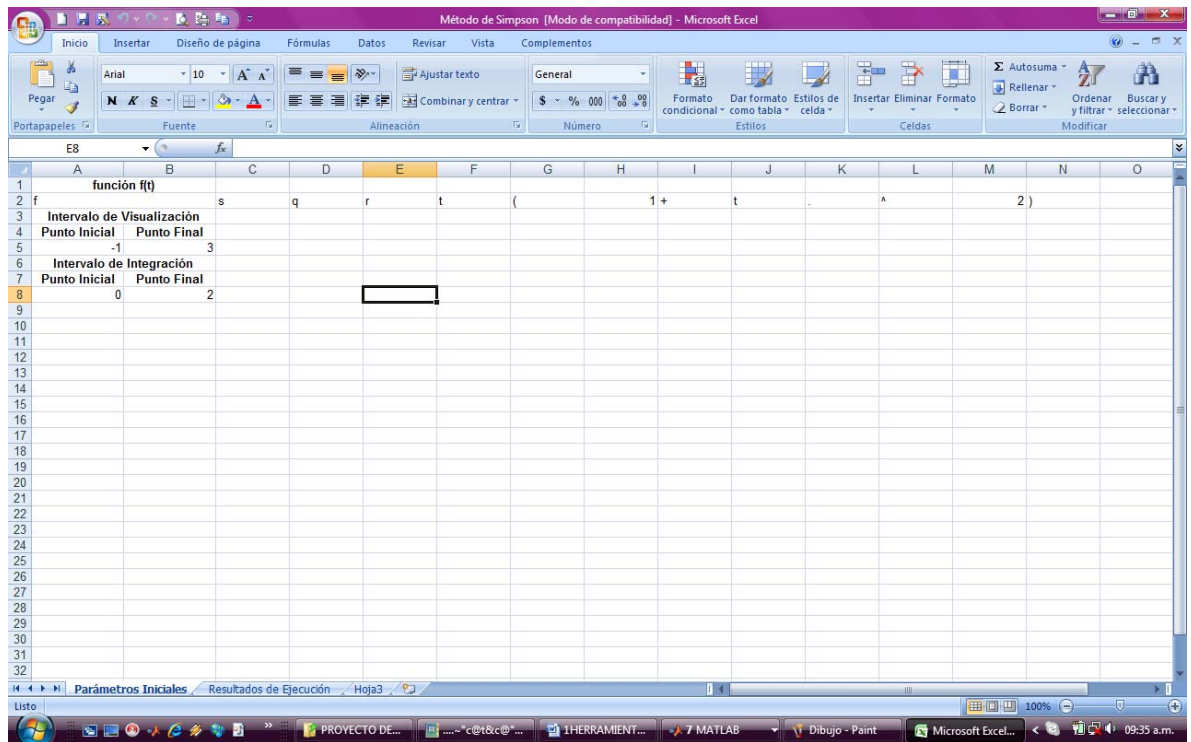 Método de Simpson [Modo de compatibilidad] - Microsoft Excel
Inicio Insertar Diseño de página Fórmulas Datos Revisar Vista Complementos
Pegar
Portapapeles
Arial 10
N K S
Fuente
Ajustar texto
Combinar y centrar
Alineación
General
$ % 000
Número
Formato condicional
Dar formato como tabla
Estilos de celda
Estilos
Insertar Eliminar Formato
Celdas
Σ Autosuma
Rellenar
Borrar
Ordenar y filtrar
Buscar y seleccionar
Modificar
E8 fx
A B C D E F G H I J K L M N O
1 función f(t)
2 f s q r t ( 1 + t . ^ 2 )
3 Intervalo de Visualización
4 Punto Inicial Punto Final
5 -1 3
6 Intervalo de Integración
7 Punto Inicial Punto Final
8 0 2
9
10
11
12
13
14
15
16
17
18
19
20
21
22
23
24
25
26
27
28
29
30
31
32
Parámetros Iniciales Resultados de Ejecución Hoja3
Listo 100%
PROYECTO DE... ....~"c@t&c@"... 1HERRAMIENT... 7 MATLAB Dibujo - Paint Microsoft Excel... 09:35 a.m.